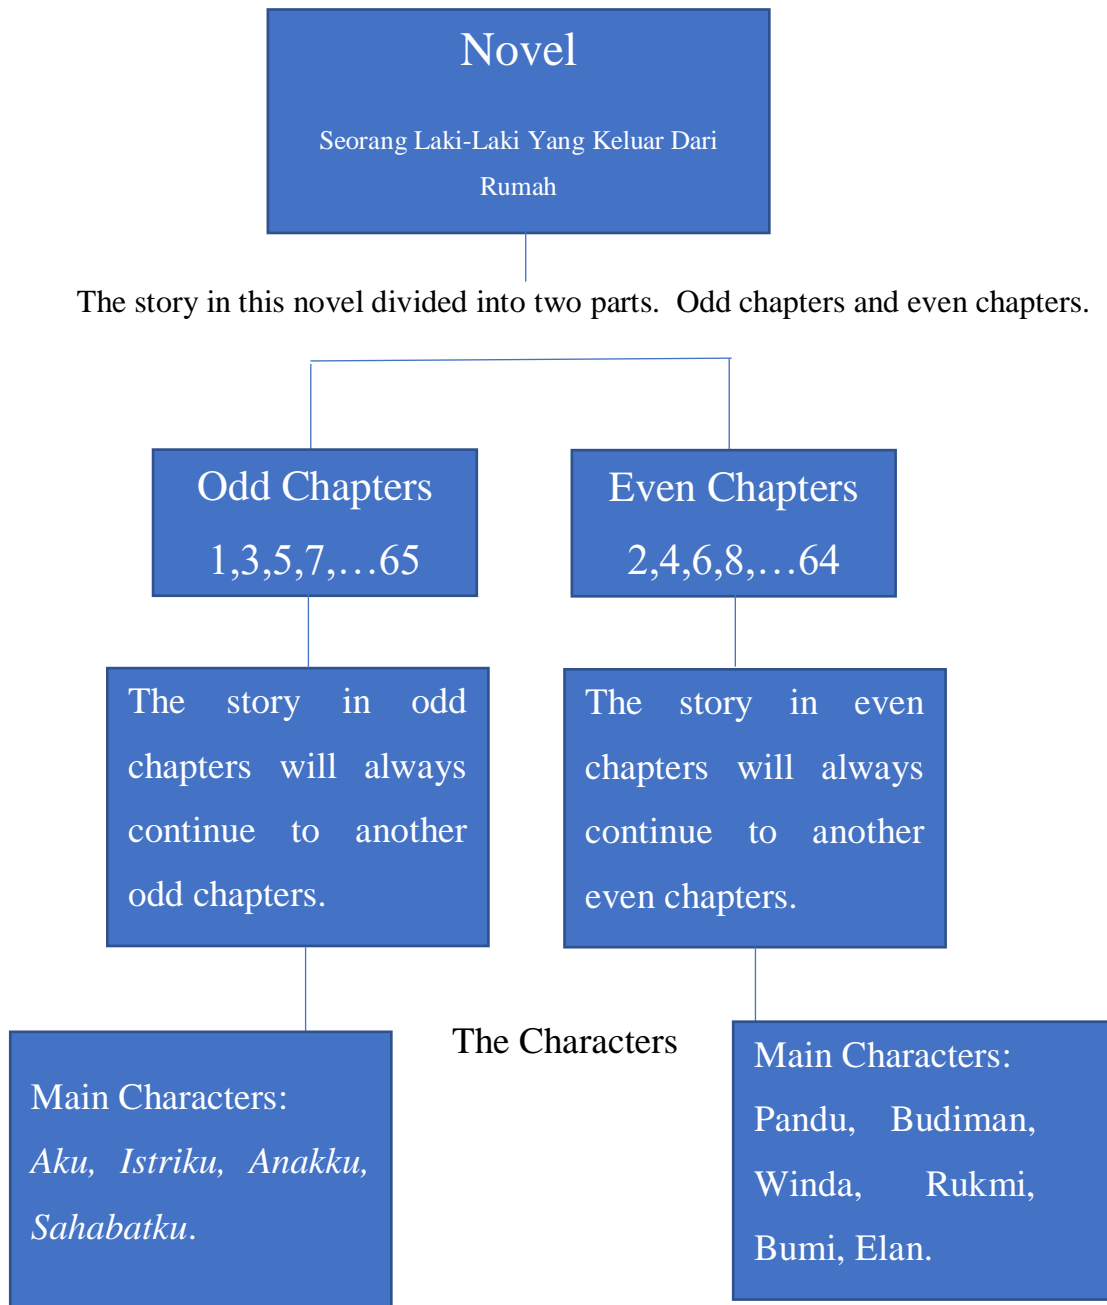 Novel
Seorang Laki-Laki Yang Keluar Dari
Rumah
The story in this novel divided into two parts.  Odd chapters and even chapters.
Odd Chapters
1,3,5,7,…65
Even Chapters
2,4,6,8,…64
The story in odd
chapters will always
continue to another
odd chapters.
The story in even
chapters will always
continue to another
even chapters.
The Characters
Main Characters:
Aku, Istriku, Anakku,
Sahabatku.
Main Characters:
Pandu, Budiman,
Winda, Rukmi,
Bumi, Elan.